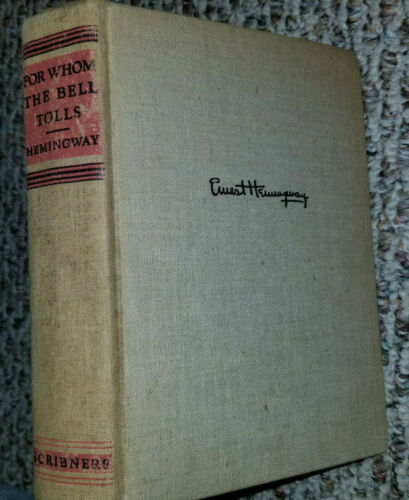 FOR WHOM
THE BELL
TOLLS
HEMINGWAY
SCRIBNERS
Ernest Hemingway